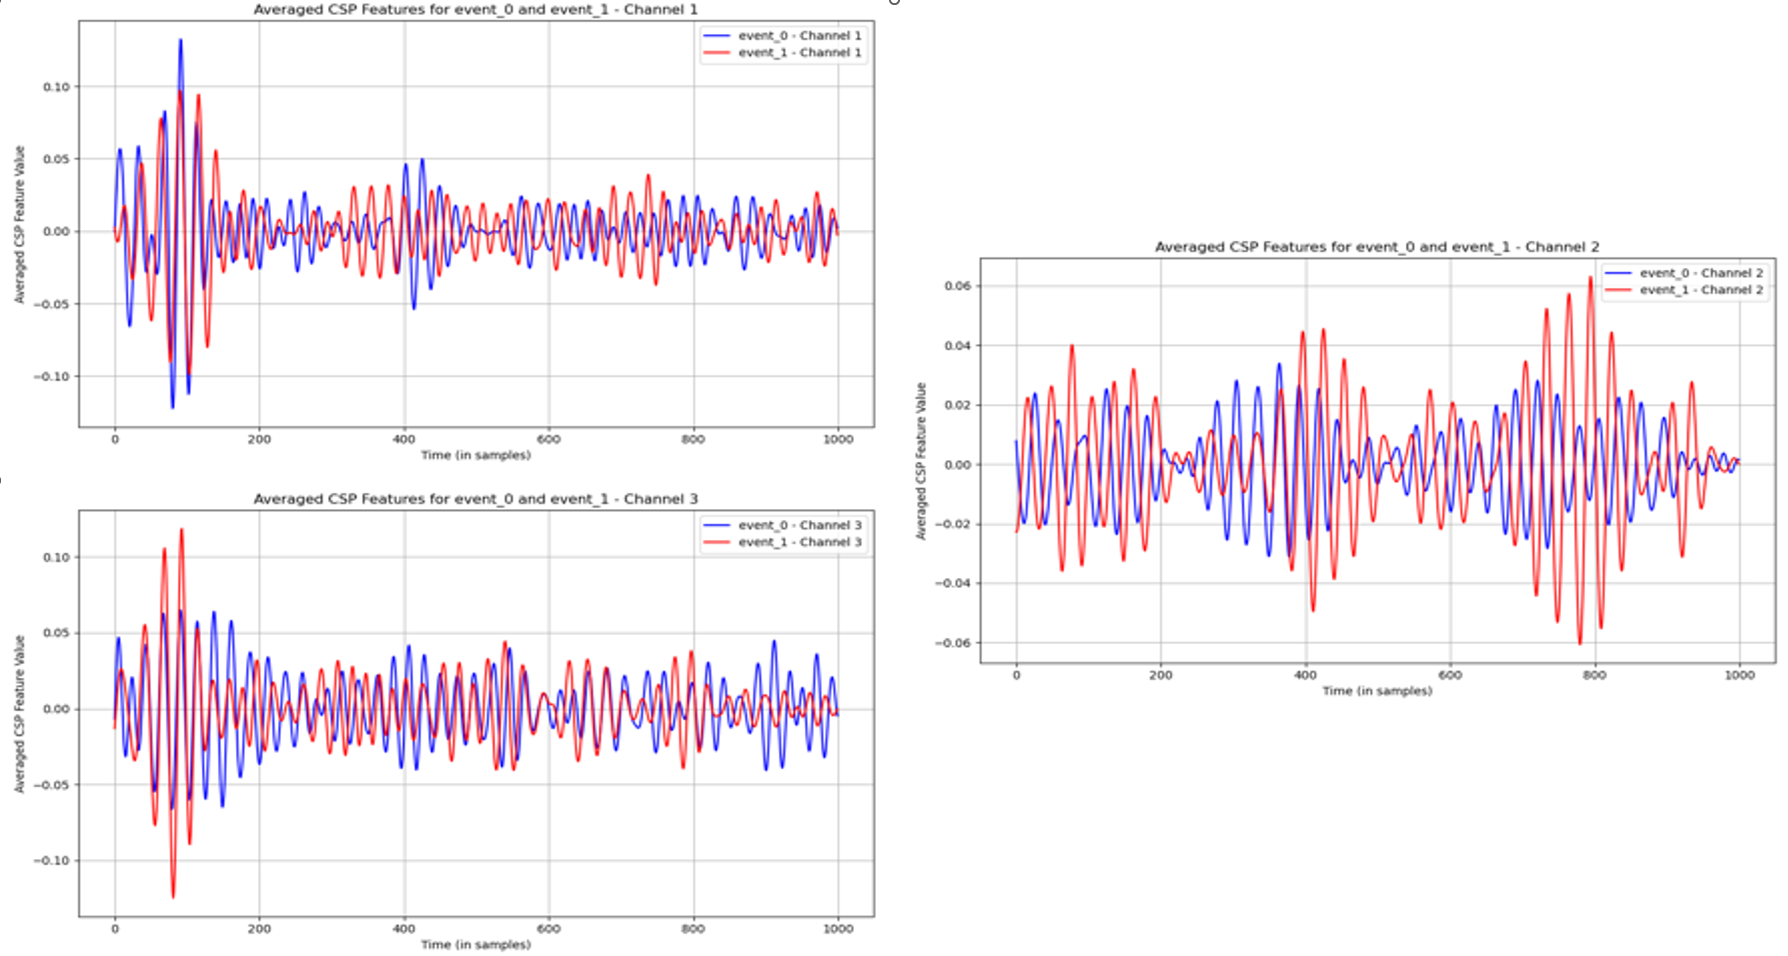 Averaged CSP Features for event_0 and event_1 - Channel 1
event_0 - Channel 1
event_1 - Channel 1
Averaged CSP Feature Value
0.10
0.05
0.00
−0.05
−0.10
0 200 400 600 800 1000
Time (in samples)
Averaged CSP Features for event_0 and event_1 - Channel 2
event_0 - Channel 2
event_1 - Channel 2
Averaged CSP Feature Value
0.06
0.04
0.02
0.00
−0.02
−0.04
−0.06
0 200 400 600 800 1000
Time (in samples)
Averaged CSP Features for event_0 and event_1 - Channel 3
event_0 - Channel 3
event_1 - Channel 3
Averaged CSP Feature Value
0.10
0.05
0.00
−0.05
−0.10
0 200 400 600 800 1000
Time (in samples)